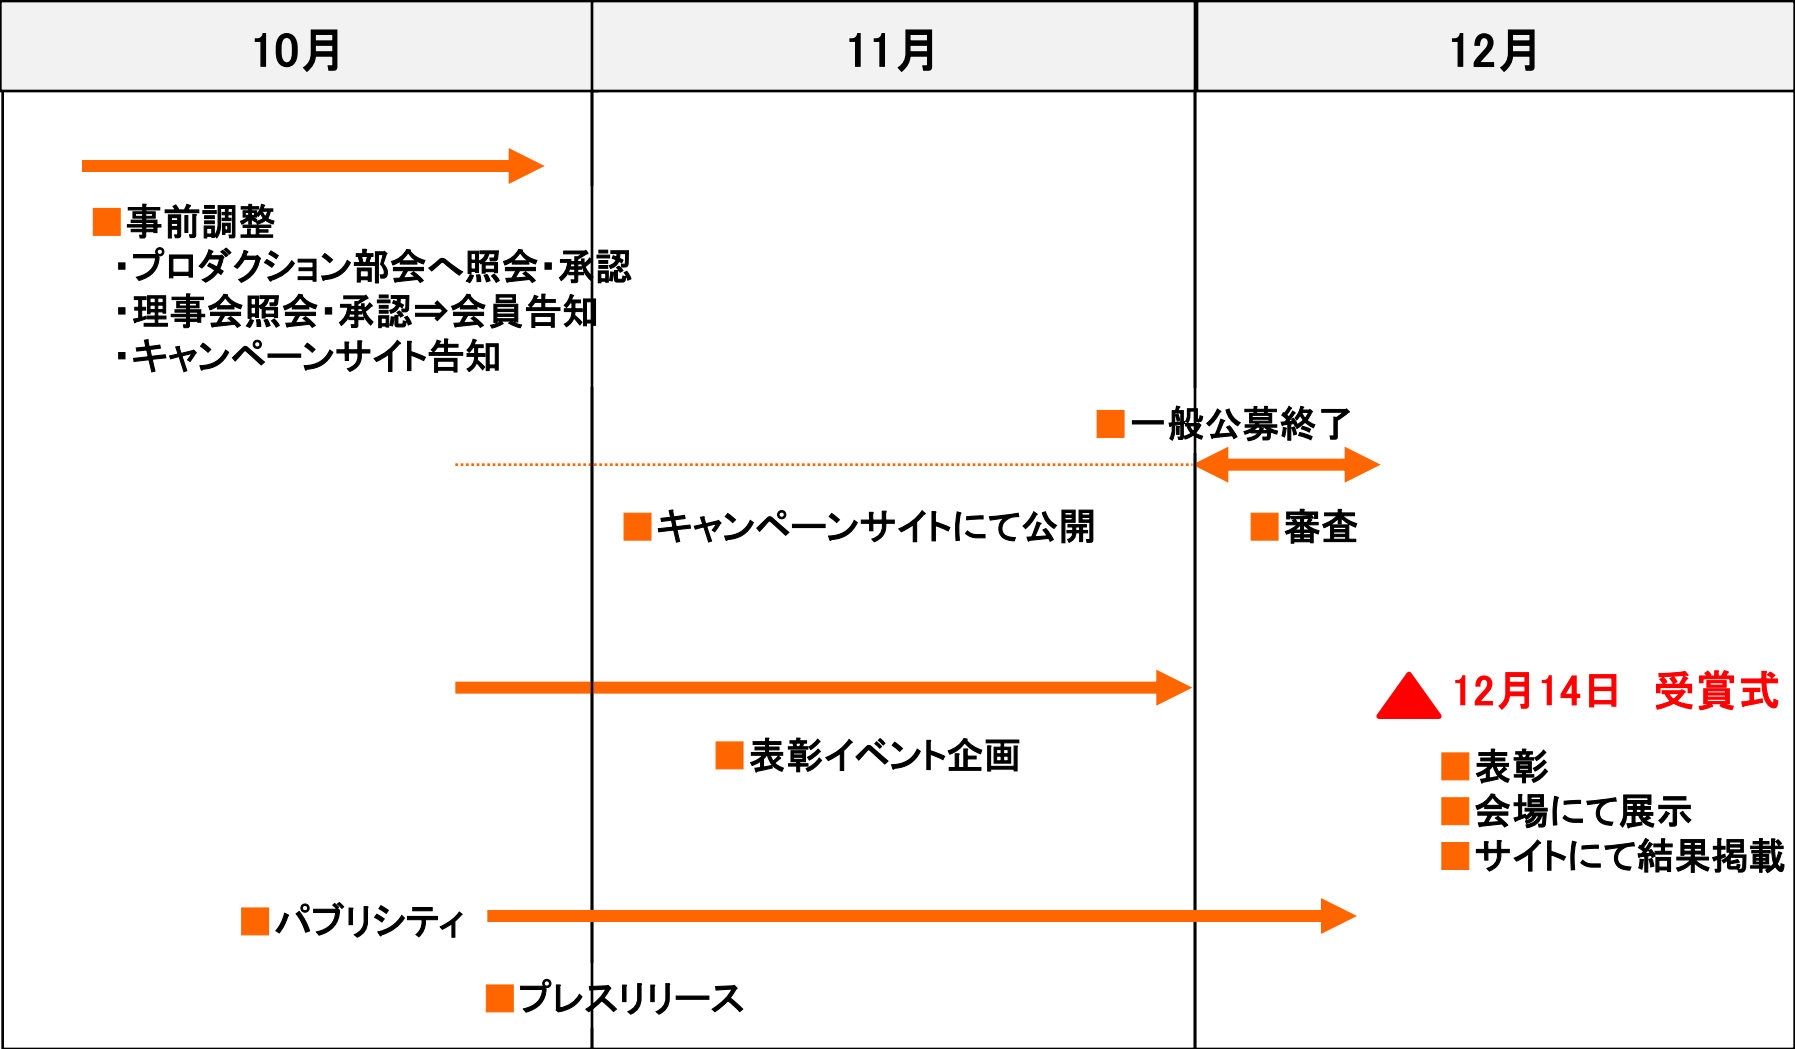 10月
11月
12月
■事前調整
・プロダクション部会へ照会・承認
・理事会照会・承認⇒会員告知
・キャンペーンサイト告知
■一般公募終了
■キャンペーンサイトにて公開
■審査
12月14日　受賞式
■表彰イベント企画
■表彰
■会場にて展示
■サイトにて結果掲載
■パブリシティ
■プレスリリース